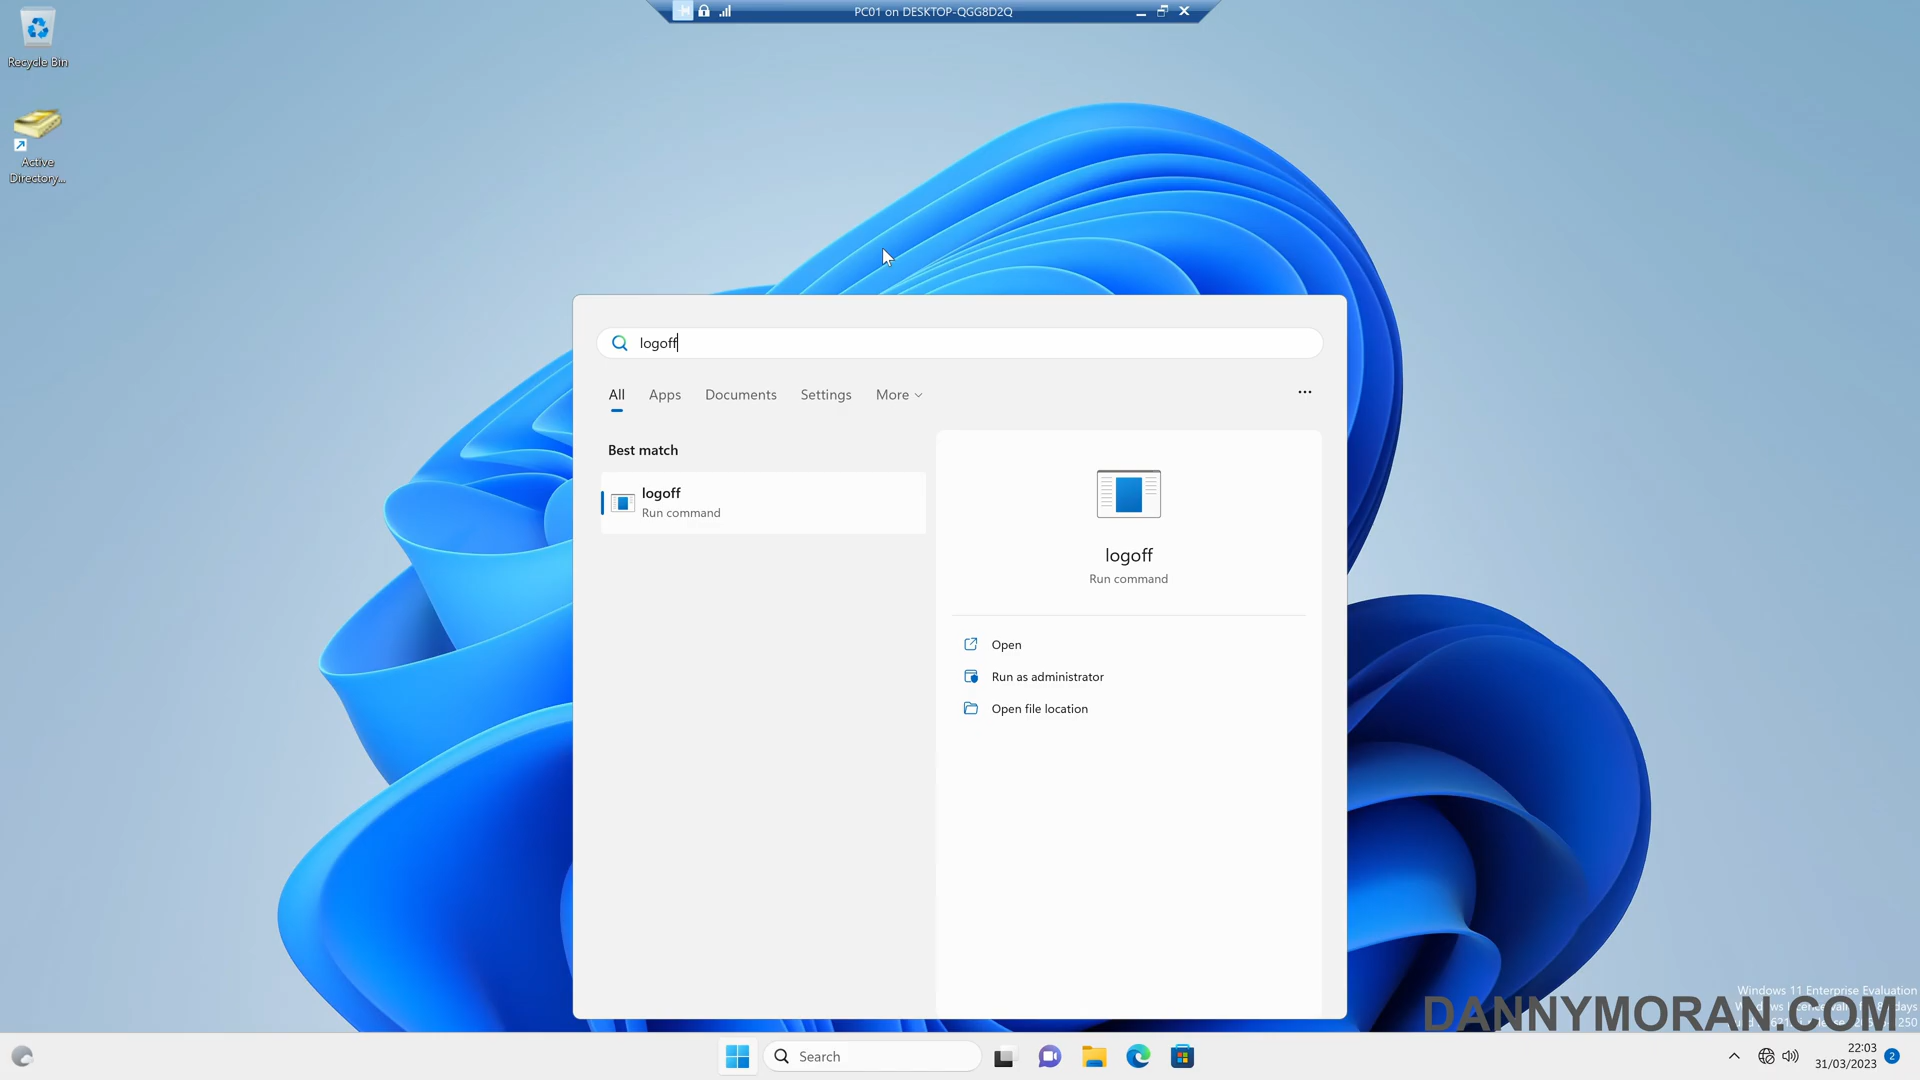 PC01 on DESKTOP-QGG8D2Q
Recycle Bin
Active
Directory...
logoff
All Apps Documents Settings More
Best match
logoff
Run command
logoff
Run command
Open
Run as administrator
Open file location
Windows 11 Enterprise Evaluation
DANNYMORAN.COM
Search
22:03
31/03/2023
2